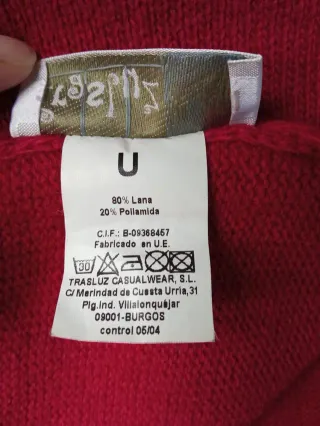 U
80% Lana
20% Poliamida
C.I.F.: B-09368457
Fabricado en U.E.
30
TRASLUZ CASUALWEAR, S.L.
C/ Merindad de Cuesta Urria,31
Plg.Ind. Villalonquéjar
09001-BURGOS
control 05/04